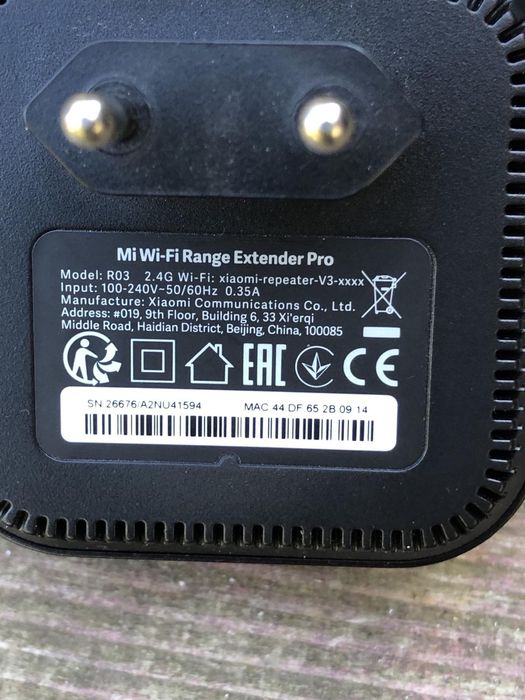 Mi Wi-Fi Range Extender Pro
Model: R03 2.4G Wi-Fi: xiaomi-repeater-V3-xxxx
Input: 100-240V~50/60Hz 0.35A
Manufacture: Xiaomi Communications Co., Ltd.
Address: #019, 9th Floor, Building 6, 33 Xi'erqi
Middle Road, Haidian District, Beijing, China, 100085
EAC CE
SN:26676/A2NU41594 MAC 44 DF 65 2B 09 14